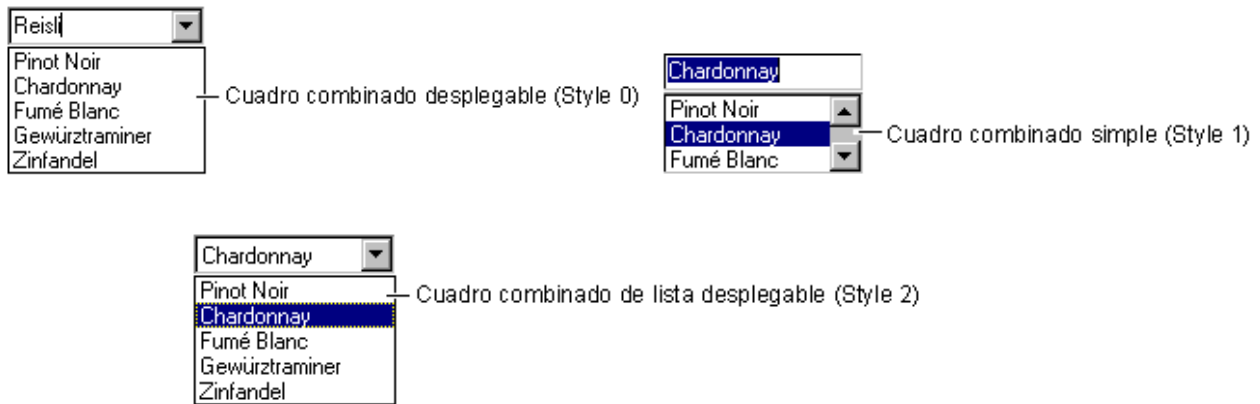 Reisli
Pinot Noir
Chardonnay
Fumé Blanc
Gewürztraminer
Zinfandel
Cuadro combinado desplegable (Style 0)
Chardonnay
Pinot Noir
Chardonnay
Fumé Blanc
Cuadro combinado simple (Style 1)
Chardonnay
Pinot Noir
Chardonnay
Fumé Blanc
Gewürztraminer
Zinfandel
Cuadro combinado de lista desplegable (Style 2)